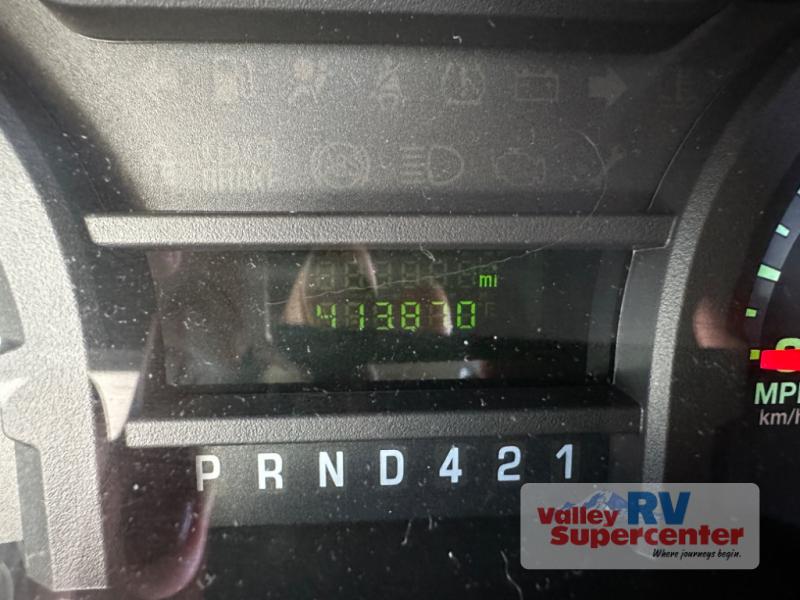 mi
413870
P R N D 4 2 1
MPH
km/h
Valley RV
Supercenter
Where journeys begin.